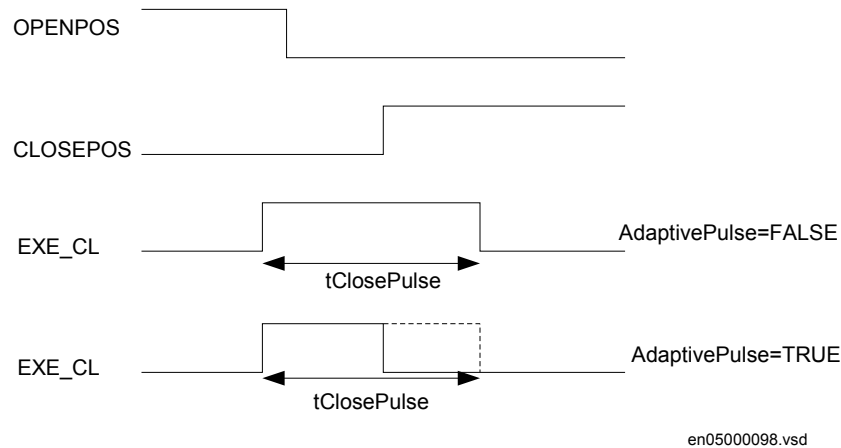 OPENPOS
CLOSEPOS
EXE_CL
AdaptivePulse=FALSE
tClosePulse
EXE_CL
AdaptivePulse=TRUE
tClosePulse
en05000098.vsd